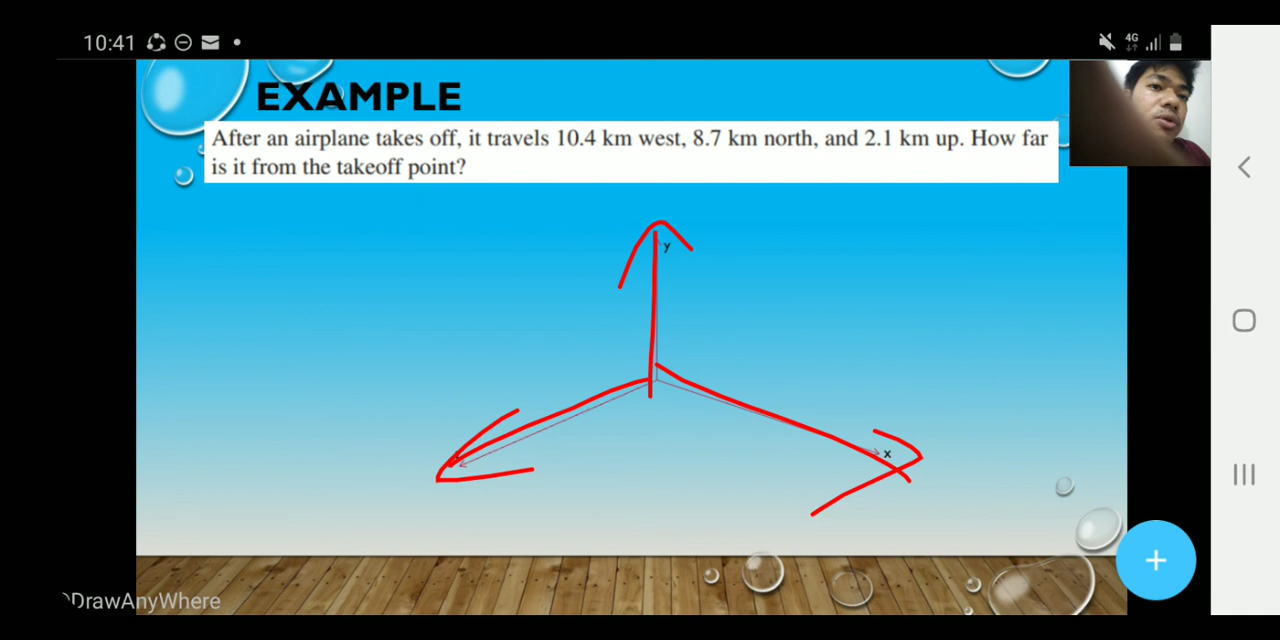 10:41
4G
EXAMPLE
After an airplane takes off, it travels 10.4 km west, 8.7 km north, and 2.1 km up. How far
is it from the takeoff point?
y
x
DrawAnyWhere